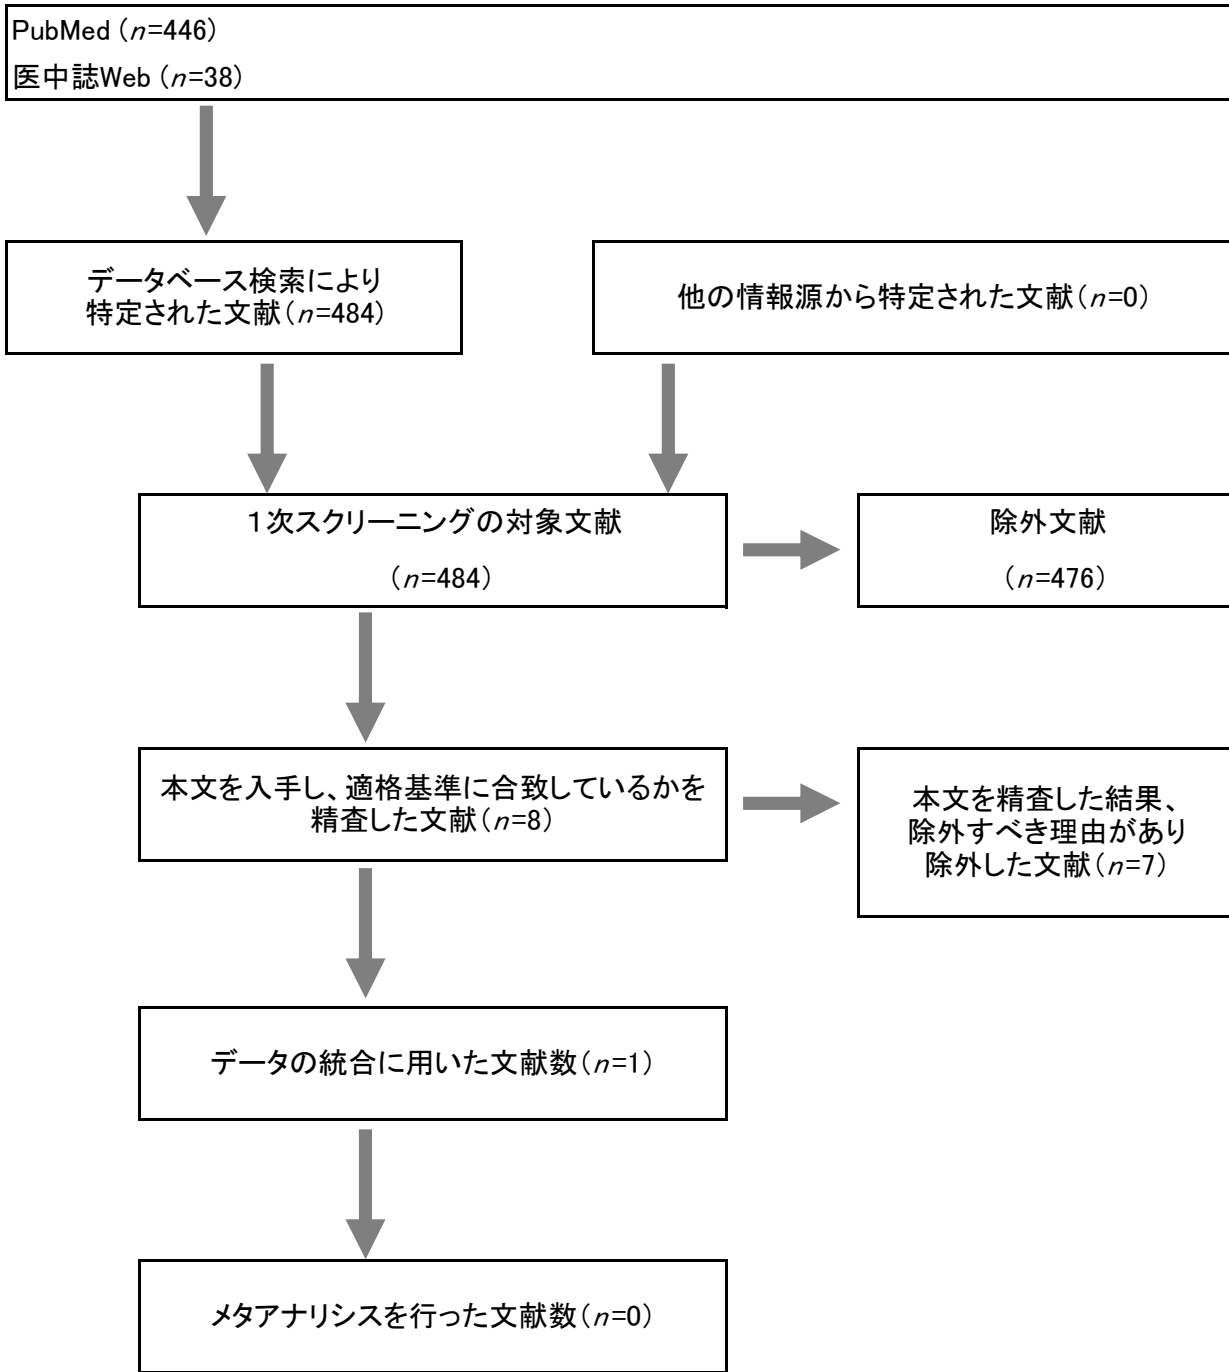 PubMed (n=446)
医中誌Web (n=38)
データベース検索により
特定された文献(n=484)
他の情報源から特定された文献(n=0)
1次スクリーニングの対象文献
(n=484)
除外文献
(n=476)
本文を入手し、適格基準に合致しているかを
精査した文献(n=8)
本文を精査した結果、
除外すべき理由があり
除外した文献(n=7)
データの統合に用いた文献数(n=1)
メタアナリシスを行った文献数(n=0)